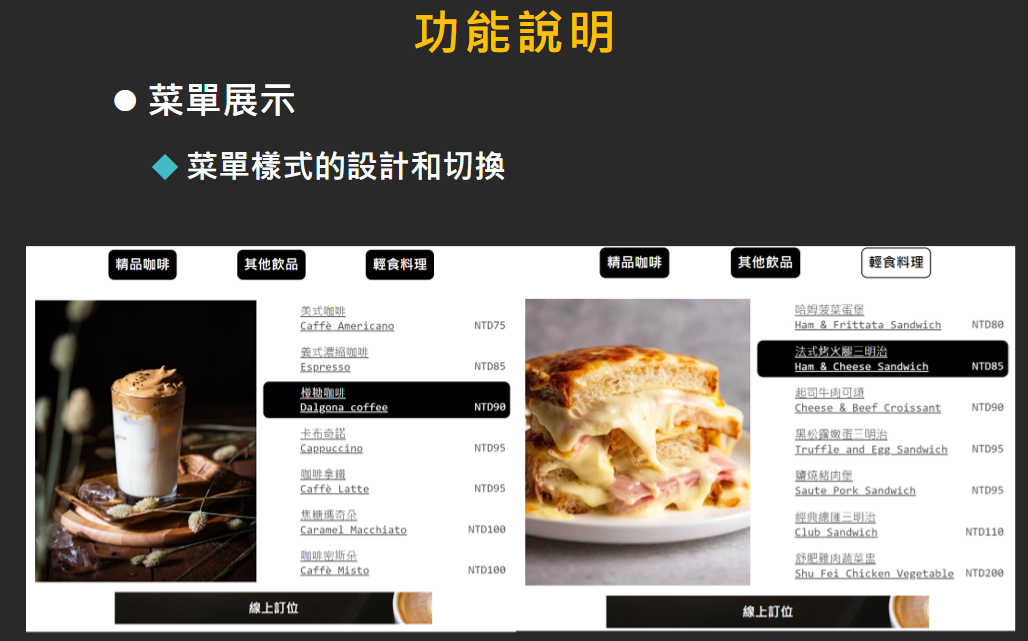 功能說明
菜單展示
菜單樣式的設計和切換
精品咖啡 其他飲品 輕食料理
美式咖啡
Caffè Americano NTD75
義式濃縮咖啡
Espresso NTD85
椪糖咖啡
Dalgona coffee NTD90
卡布奇諾
Cappuccino NTD95
咖啡拿鐵
Caffè Latte NTD95
焦糖瑪奇朵
Caramel Macchiato NTD100
咖啡密斯朵
Caffè Misto NTD100
線上訂位
精品咖啡 其他飲品 輕食料理
哈姆菠菜蛋堡
Ham & Frittata Sandwich NTD80
法式烤火腿三明治
Ham & Cheese Sandwich NTD85
起司牛肉可頌
Cheese & Beef Croissant NTD90
黑松露嫩蛋三明治
Truffle and Egg Sandwich NTD95
鹽燒豬肉堡
Saute Pork Sandwich NTD95
經典總匯三明治
Club Sandwich NTD110
舒肥雞肉蔬菜盅
Shu Fei Chicken Vegetable NTD200
線上訂位